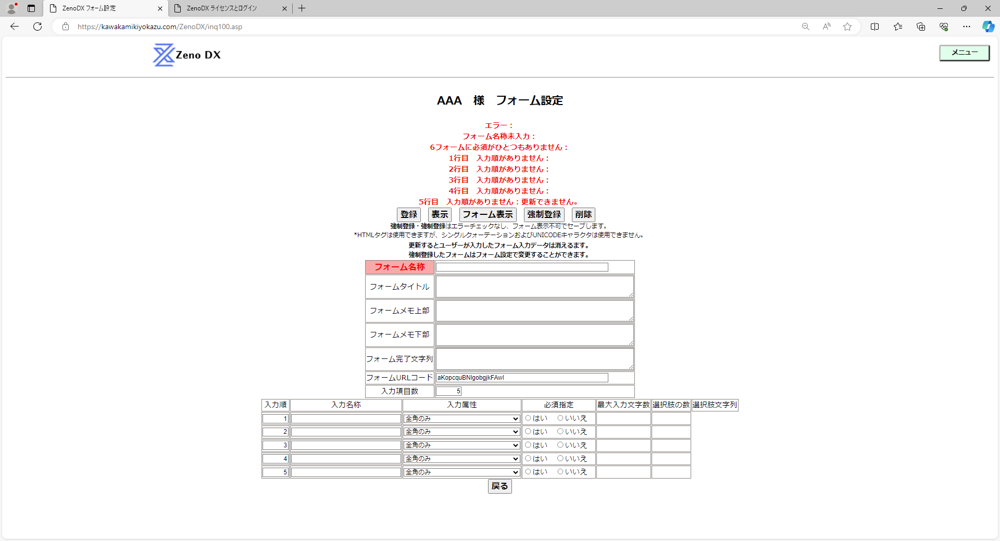 ZenoDX フォーム設定
ZenoDX ライセンスとログイン
https://kawakamikiyokazu.com/ZenoDX/inq100.asp
Zeno DX
メニュー
AAA　様　フォーム設定
エラー：
フォーム名称未入力：
6フォームに必須がひとつもありません：
1行目　入力順がありません：
2行目　入力順がありません：
3行目　入力順がありません：
4行目　入力順がありません：
5行目　入力順がありません：更新できません。
登録 表示 フォーム表示 強制登録 削除
強制登録・強制登録はエラーチェックなし、フォーム表示不可でセーブします。
*HTMLタグは使用できますが、シングルクォーテーションおよびUNICODEキャラクタは使用できません。
更新するとユーザーが入力したフォーム入力データは消えるます。
強制登録したフォームはフォーム設定で変更することができます。
フォーム名称
フォームタイトル
フォームメモ上部
フォームメモ下部
フォーム完了文字列
フォームURLコード aKopcquBNlgobgjkFAwl
入力項目数 5
入力順 入力名称 入力属性 必須指定 最大入力文字数 選択肢の数 選択肢文字列
1 全角のみ はい いいえ
2 全角のみ はい いいえ
3 全角のみ はい いいえ
4 全角のみ はい いいえ
5 全角のみ はい いいえ
戻る